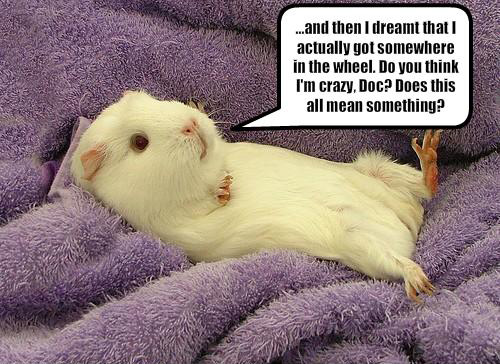 ...and then I dreamt that I
actually got somewhere
in the wheel. Do you think
I'm crazy, Doc? Does this
all mean something?